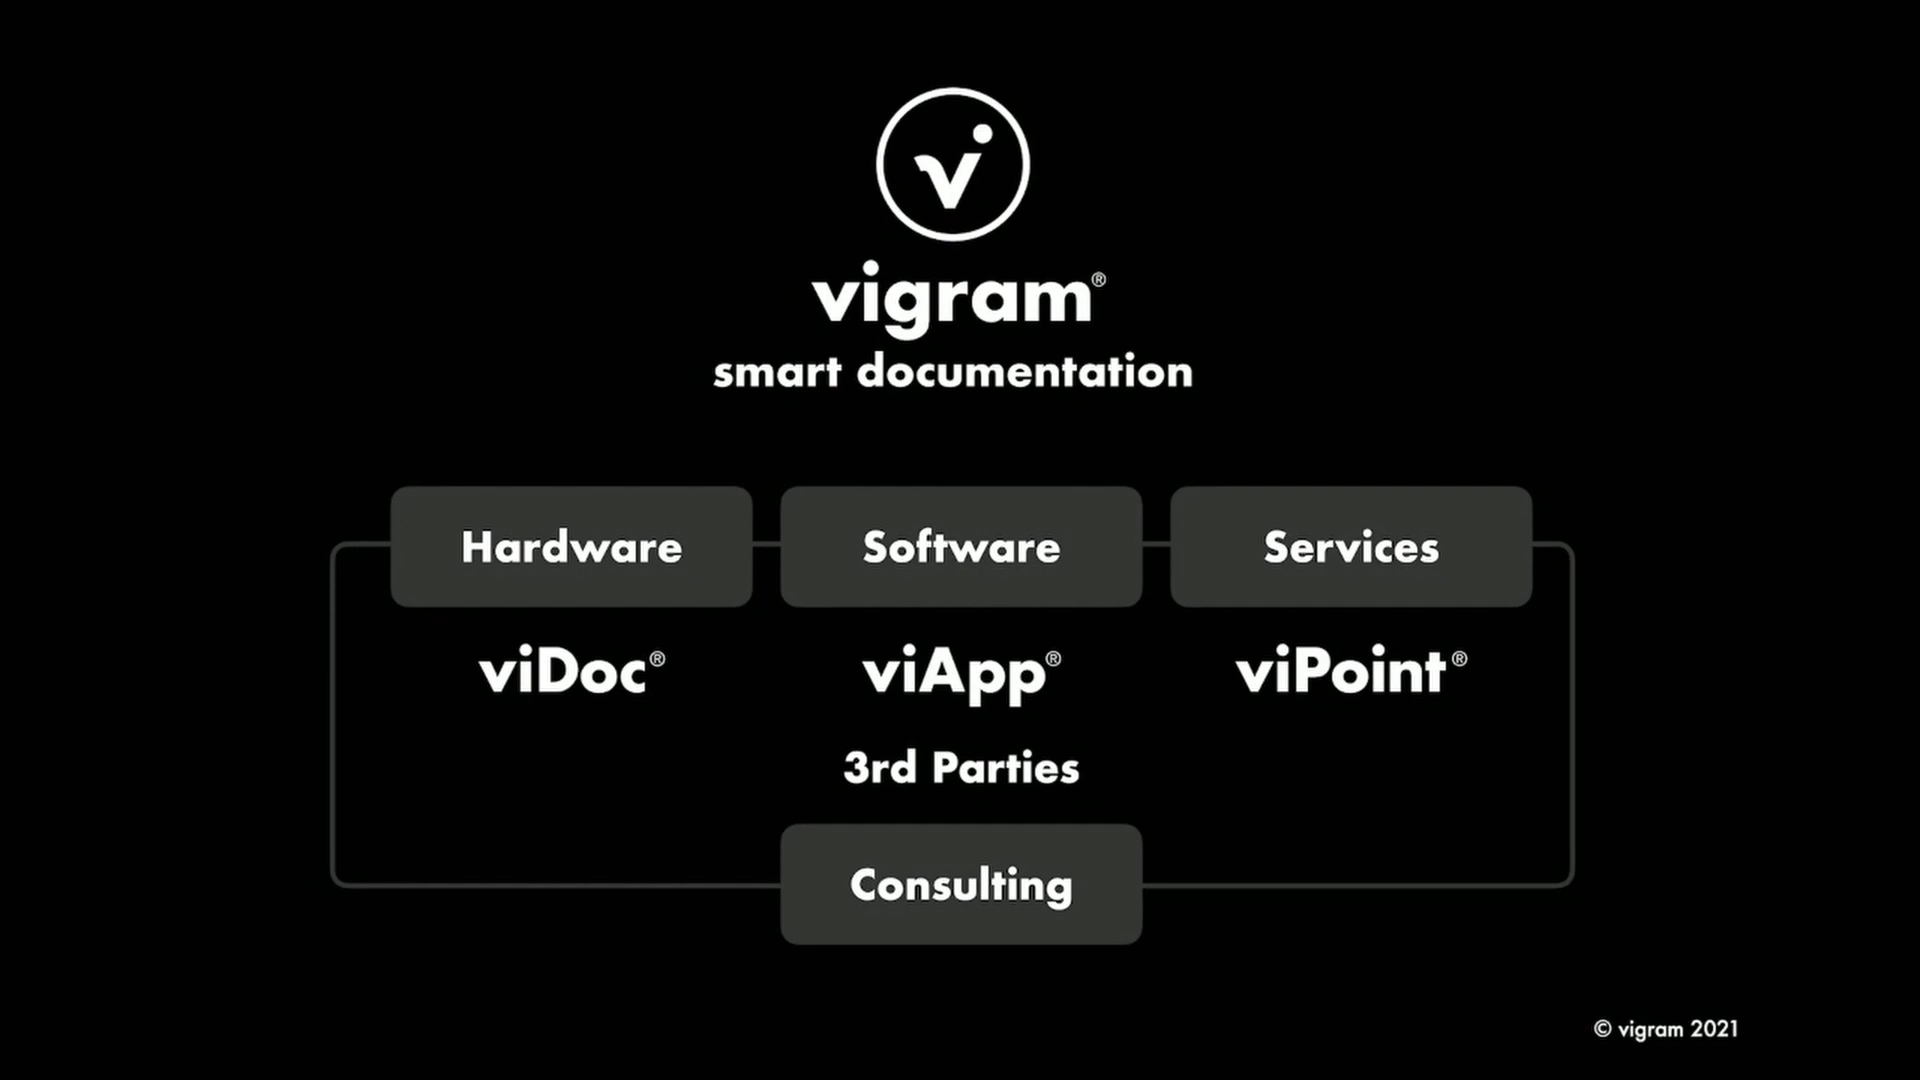 vi
vigram®
smart documentation
Hardware
Software
Services
viDoc®
viApp®
viPoint®
3rd Parties
Consulting
© vigram 2021